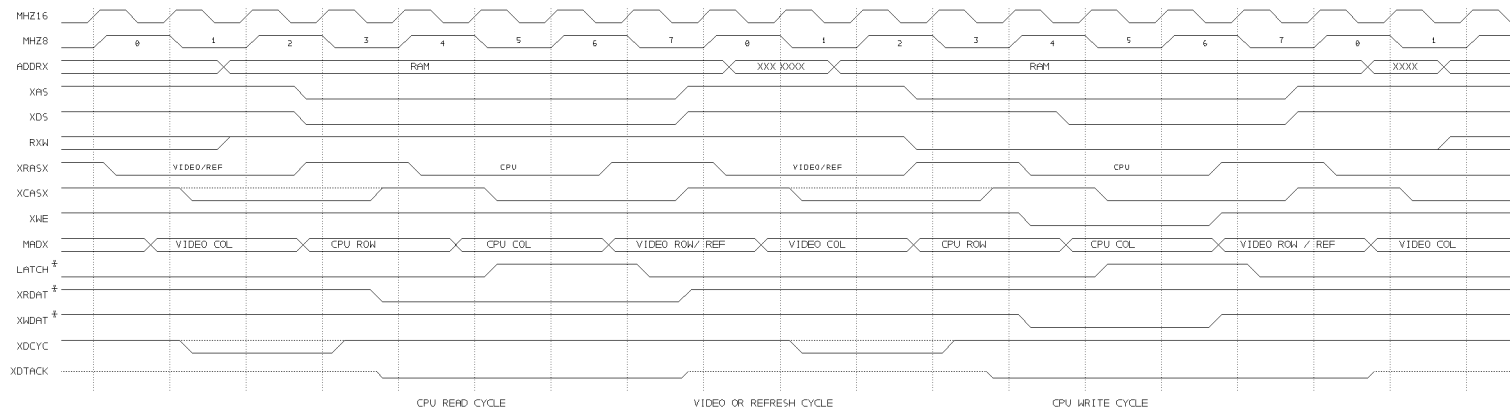 MHZ16
MHZ8 0 1 2 3 4 5 6 7 0 1 2 3 4 5 6 7 0 1
ADDRX RAM XXX XXXX RAM XXXX
XAS
XDS
RXW
XRASX VIDEO/REF CPU VIDEO/REF CPU
XCASX
XWE
MADX VIDEO COL CPU ROW CPU COL VIDEO ROW/ REF VIDEO COL CPU ROW CPU COL VIDEO ROW / REF VIDEO COL
LATCH *
XRDAT *
XWDAT *
XDCYC
XDTACK
CPU READ CYCLE VIDEO OR REFRESH CYCLE CPU WRITE CYCLE